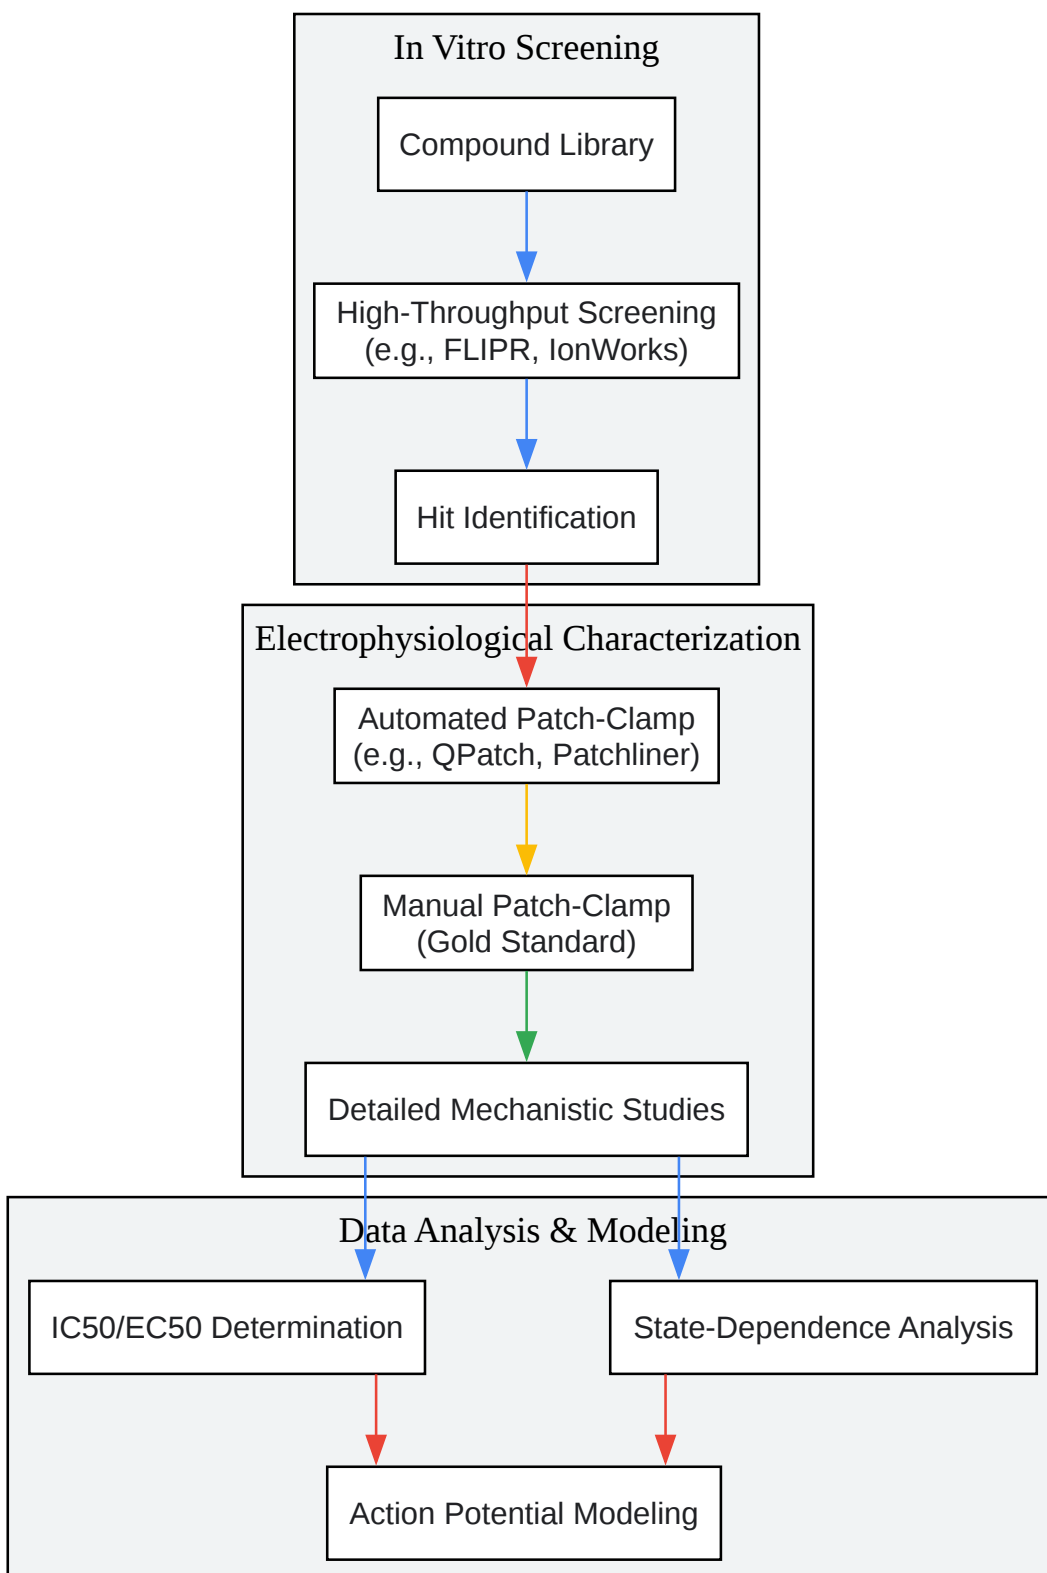 In Vitro Screening
Compound Library
High-Throughput Screening
(e.g., FLIPR, IonWorks)
Hit Identification
Electrophysiological Characterization
Automated Patch-Clamp
(e.g., QPatch, Patchliner)
Manual Patch-Clamp
(Gold Standard)
Detailed Mechanistic Studies
Data Analysis & Modeling
IC50/EC50 Determination
State-Dependence Analysis
Action Potential Modeling